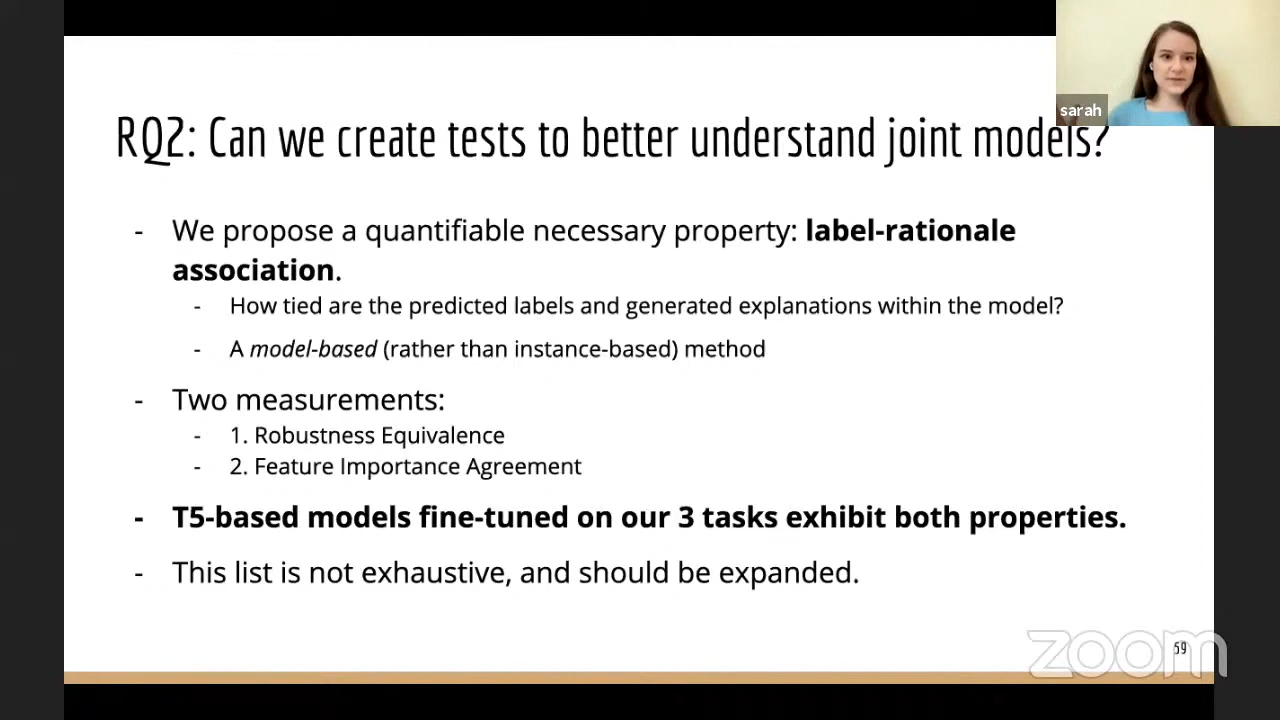 sarah
RQ2: Can we create tests to better understand joint models?
- We propose a quantifiable necessary property: label-rationale
association.
- How tied are the predicted labels and generated explanations within the model?
- A model-based (rather than instance-based) method
- Two measurements:
- 1. Robustness Equivalence
- 2. Feature Importance Agreement
- T5-based models fine-tuned on our 3 tasks exhibit both properties.
- This list is not exhaustive, and should be expanded.
zoom
59